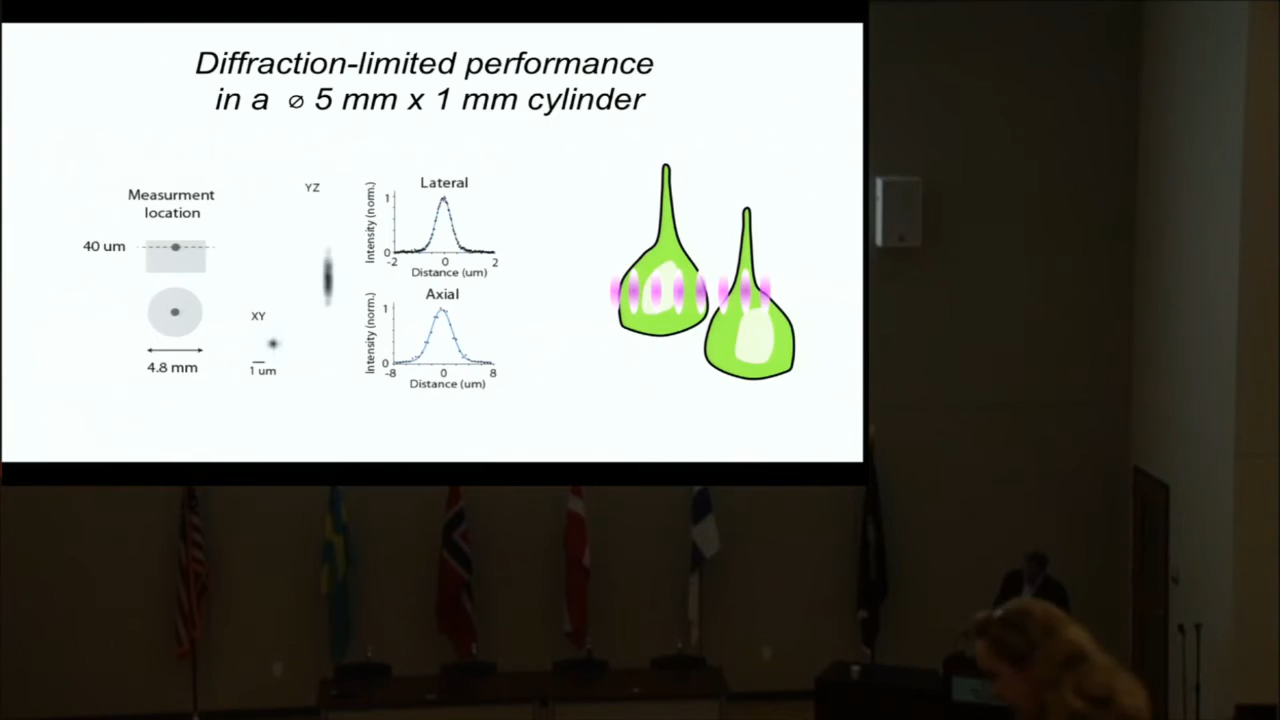 Diffraction-limited performance
in a ⌀ 5 mm x 1 mm cylinder
Measurment
location
40 um
4.8 mm
XY
1 um
YZ
Lateral
Intensity (norm.)
1
0
-2
0
2
Distance (um)
Axial
Intensity (norm.)
1
0
-8
0
8
Distance (um)